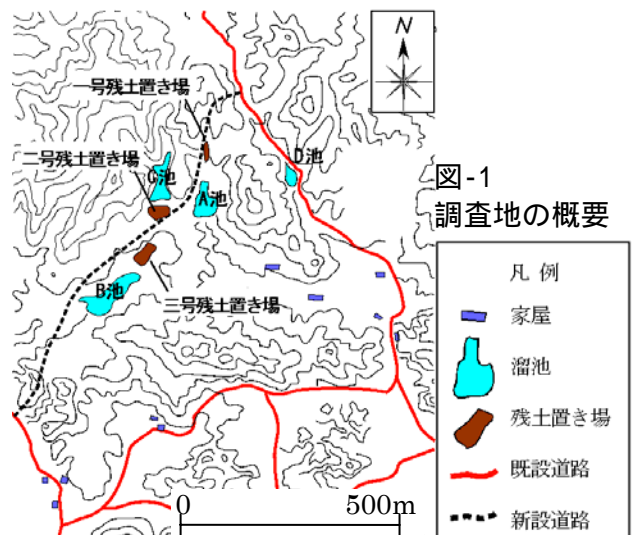 N
一号残土置き場
D池
二号残土置き場
C池
A池
図-1
調査地の概要
B池
三号残土置き場
凡 例
家屋
溜池
残土置き場
既設道路
新設道路
0 500m